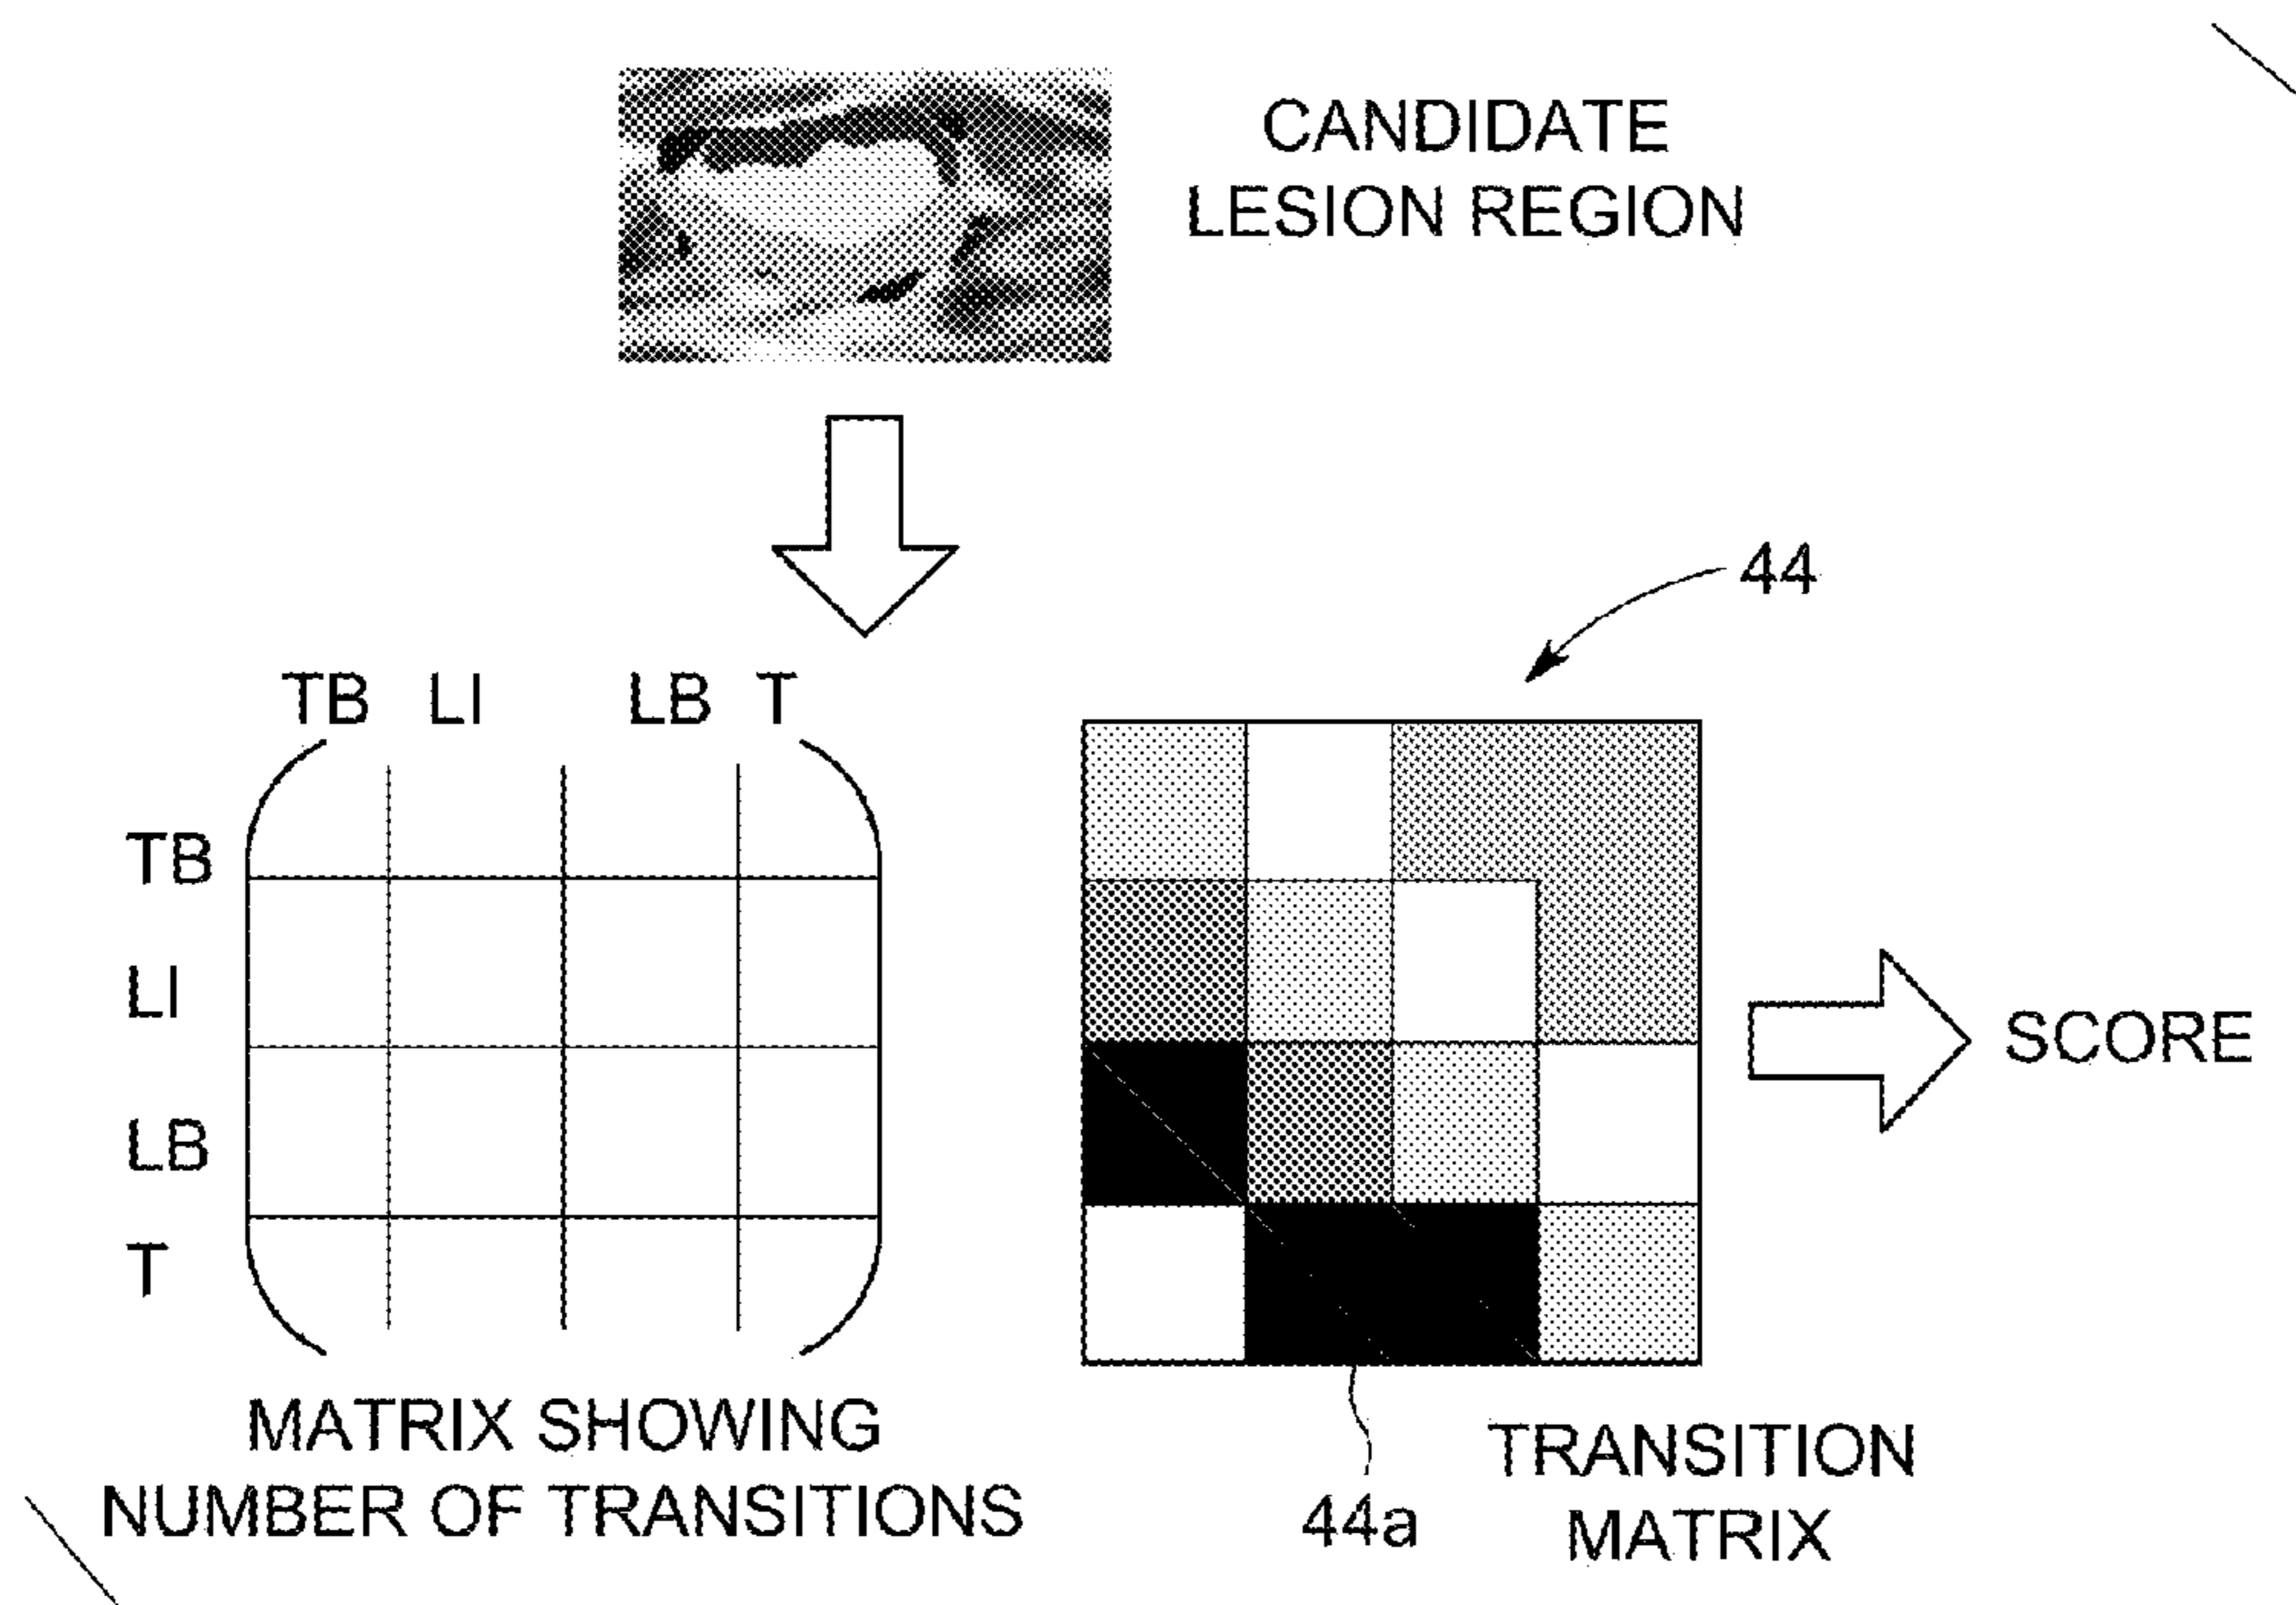 CANDIDATE
LESION REGION
44
TB LI LB T
TB
LI
LB
T
SCORE
MATRIX SHOWING
NUMBER OF TRANSITIONS
44a
TRANSITION
MATRIX